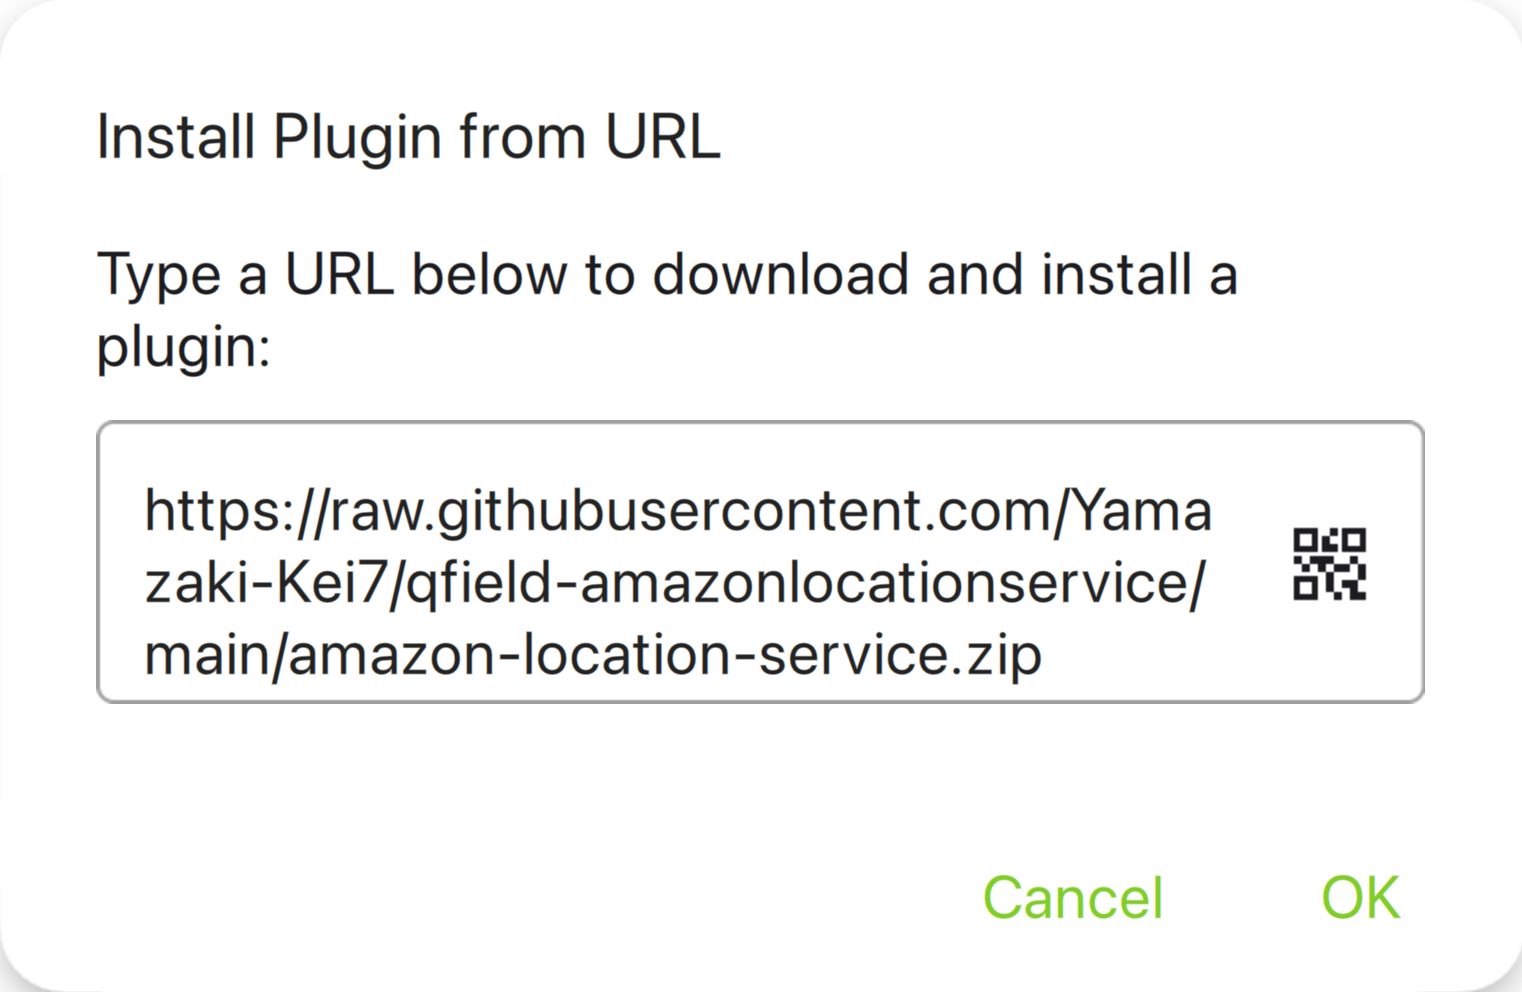 Install Plugin from URL
Type a URL below to download and install a
plugin:
https://raw.githubusercontent.com/Yama
zaki-Kei7/qfield-amazonlocationservice/
main/amazon-location-service.zip
Cancel OK